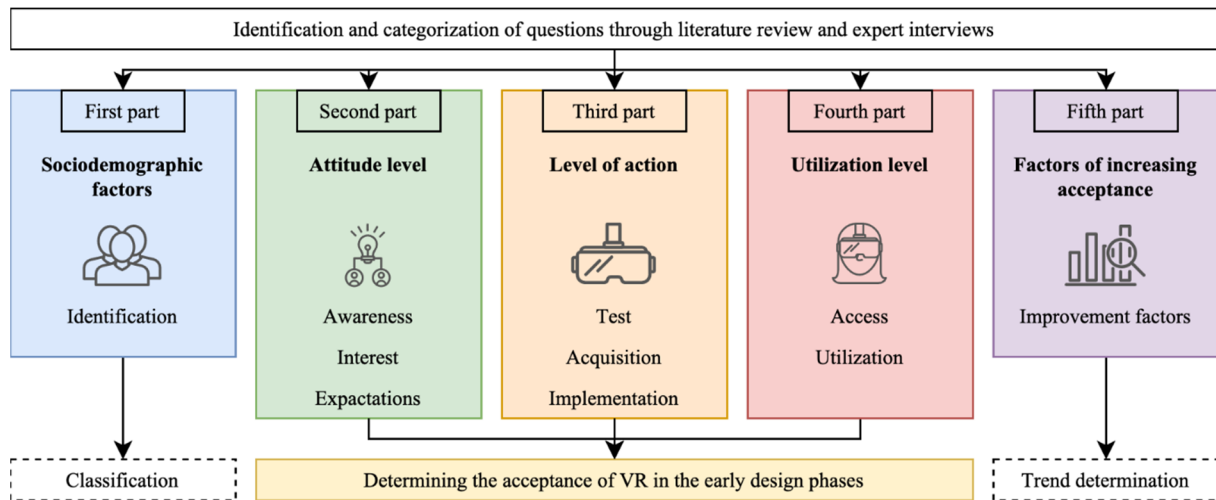 Identification and categorization of questions through literature review and expert interviews
First part
Sociodemographic
factors
Identification
Second part
Attitude level
Awareness
Interest
Expactations
Third part
Level of action
Test
Acquisition
Implementation
Fourth part
Utilization level
Access
Utilization
Fifth part
Factors of increasing
acceptance
Improvement factors
Classification
Determining the acceptance of VR in the early design phases
Trend determination